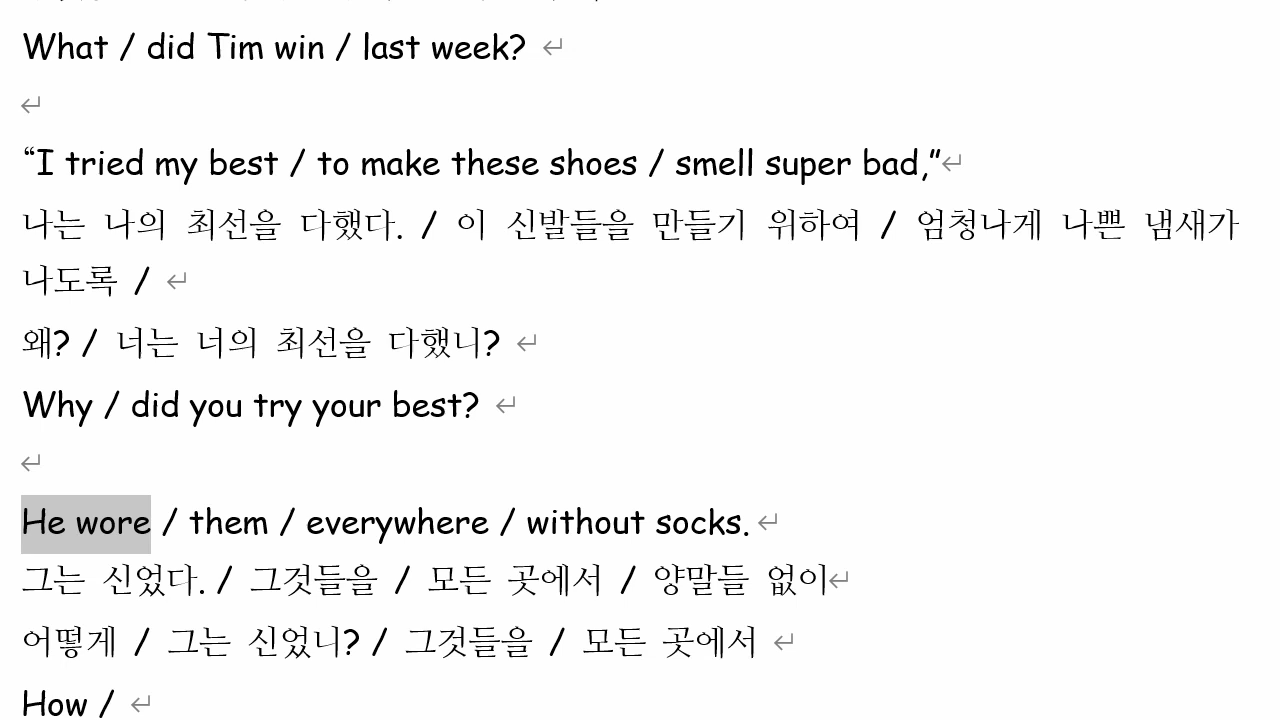 What / did Tim win / last week?
“I tried my best / to make these shoes / smell super bad,”
나는 나의 최선을 다했다. / 이 신발들을 만들기 위하여 / 엄청나게 나쁜 냄새가
나도록 /
왜? / 너는 너의 최선을 다했니?
Why / did you try your best?
He wore / them / everywhere / without socks.
그는 신었다. / 그것들을 / 모든 곳에서 / 양말들 없이
어떻게 / 그는 신었니? / 그것들을 / 모든 곳에서
How /